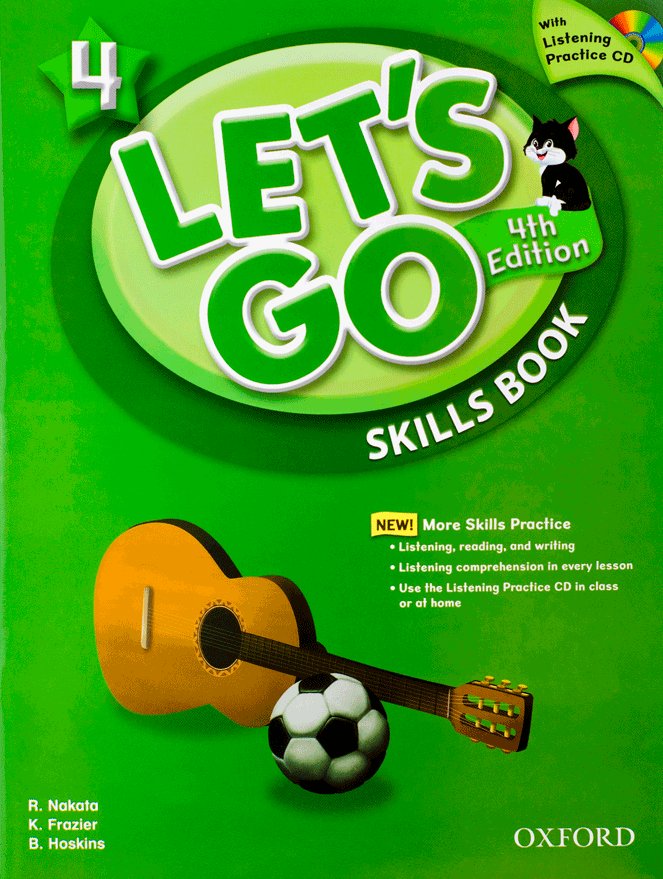 4
With
Listening
Practice CD
LET'S
GO
4th
Edition
SKILLS BOOK
NEW! More Skills Practice
• Listening, reading, and writing
• Listening comprehension in every lesson
• Use the Listening Practice CD in class
or at home
R. Nakata
K. Frazier
B. Hoskins
OXFORD